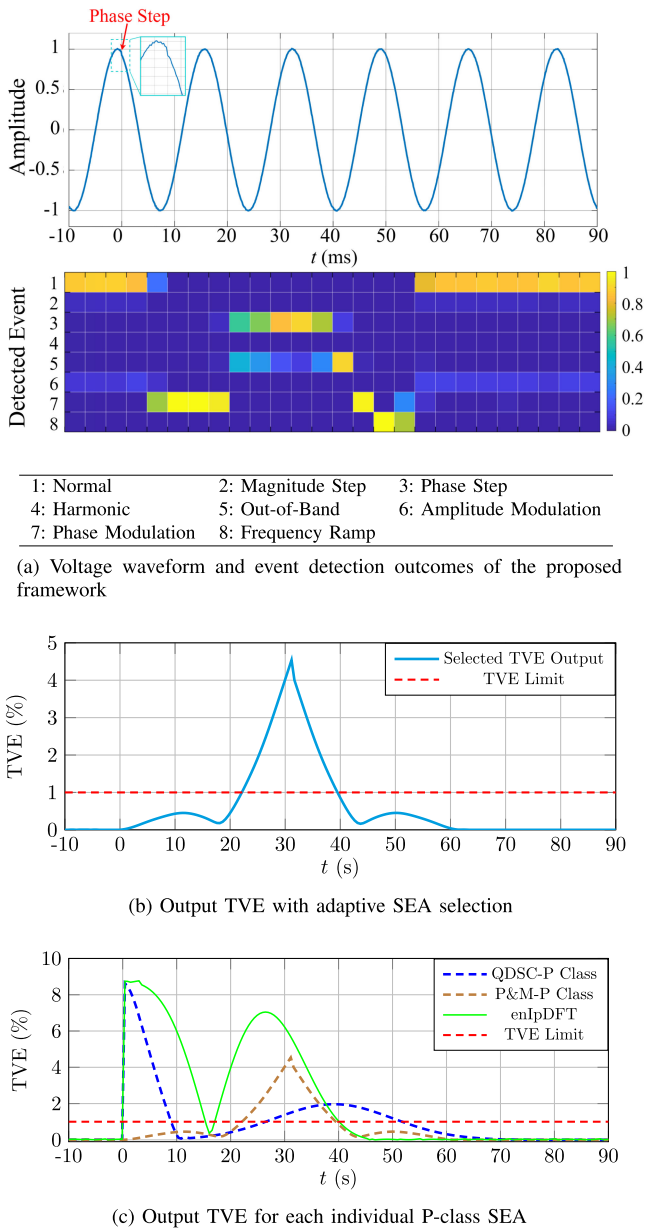 Phase Step
Amplitude
1
0.5
0
-0.5
-1
-10 0 10 20 30 40 50 60 70 80 90
t (ms)
Detected Event
1
2
3
4
5
6
7
8
1
0.8
0.6
0.4
0.2
0
1: Normal 2: Magnitude Step 3: Phase Step
4: Harmonic 5: Out-of-Band 6: Amplitude Modulation
7: Phase Modulation 8: Frequency Ramp
(a) Voltage waveform and event detection outcomes of the proposed
framework
TVE (%)
5
4
3
2
1
0
Selected TVE Output
TVE Limit
-10 0 10 20 30 40 50 60 70 80 90
t (s)
(b) Output TVE with adaptive SEA selection
TVE (%)
10
8
6
4
2
0
QDSC-P Class
P&M-P Class
enIpDFT
TVE Limit
-10 0 10 20 30 40 50 60 70 80 90
t (s)
(c) Output TVE for each individual P-class SEA